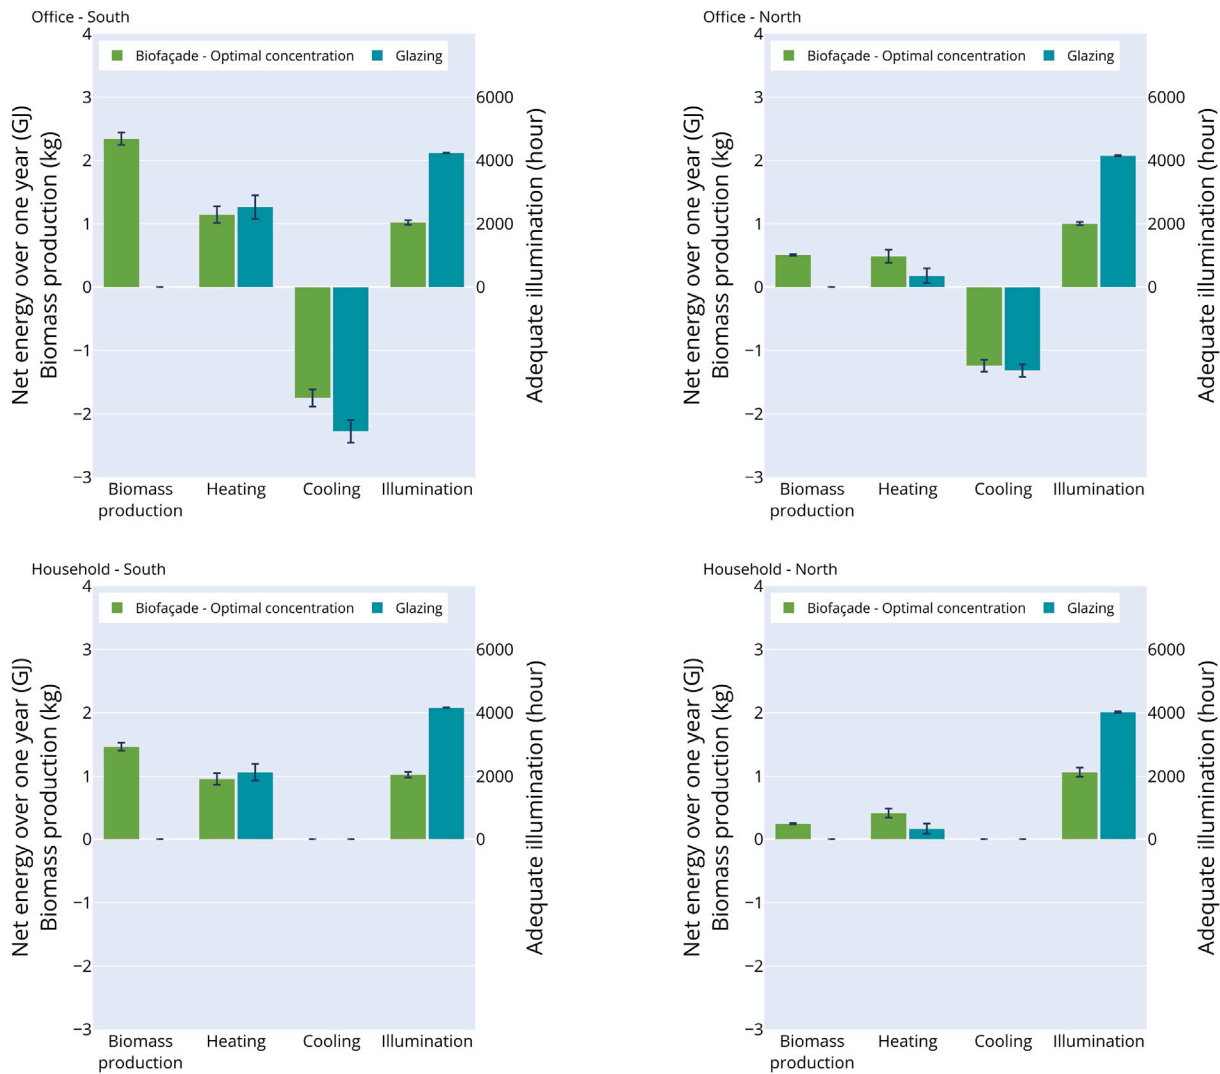 Office - South
Biofaçade - Optimal concentration
Glazing
Net energy over one year (GJ)
Biomass production (kg)
4
3
2
1
0
−1
−2
−3
6000
4000
2000
0
Adequate illumination (hour)
Biomass
production
Heating
Cooling
Illumination
Office - North
Biofaçade - Optimal concentration
Glazing
Net energy over one year (GJ)
Biomass production (kg)
4
3
2
1
0
−1
−2
−3
6000
4000
2000
0
Adequate illumination (hour)
Biomass
production
Heating
Cooling
Illumination
Household - South
Biofaçade - Optimal concentration
Glazing
Net energy over one year (GJ)
Biomass production (kg)
4
3
2
1
0
−1
−2
−3
6000
4000
2000
0
Adequate illumination (hour)
Biomass
production
Heating
Cooling
Illumination
Household - North
Biofaçade - Optimal concentration
Glazing
Net energy over one year (GJ)
Biomass production (kg)
4
3
2
1
0
−1
−2
−3
6000
4000
2000
0
Adequate illumination (hour)
Biomass
production
Heating
Cooling
Illumination